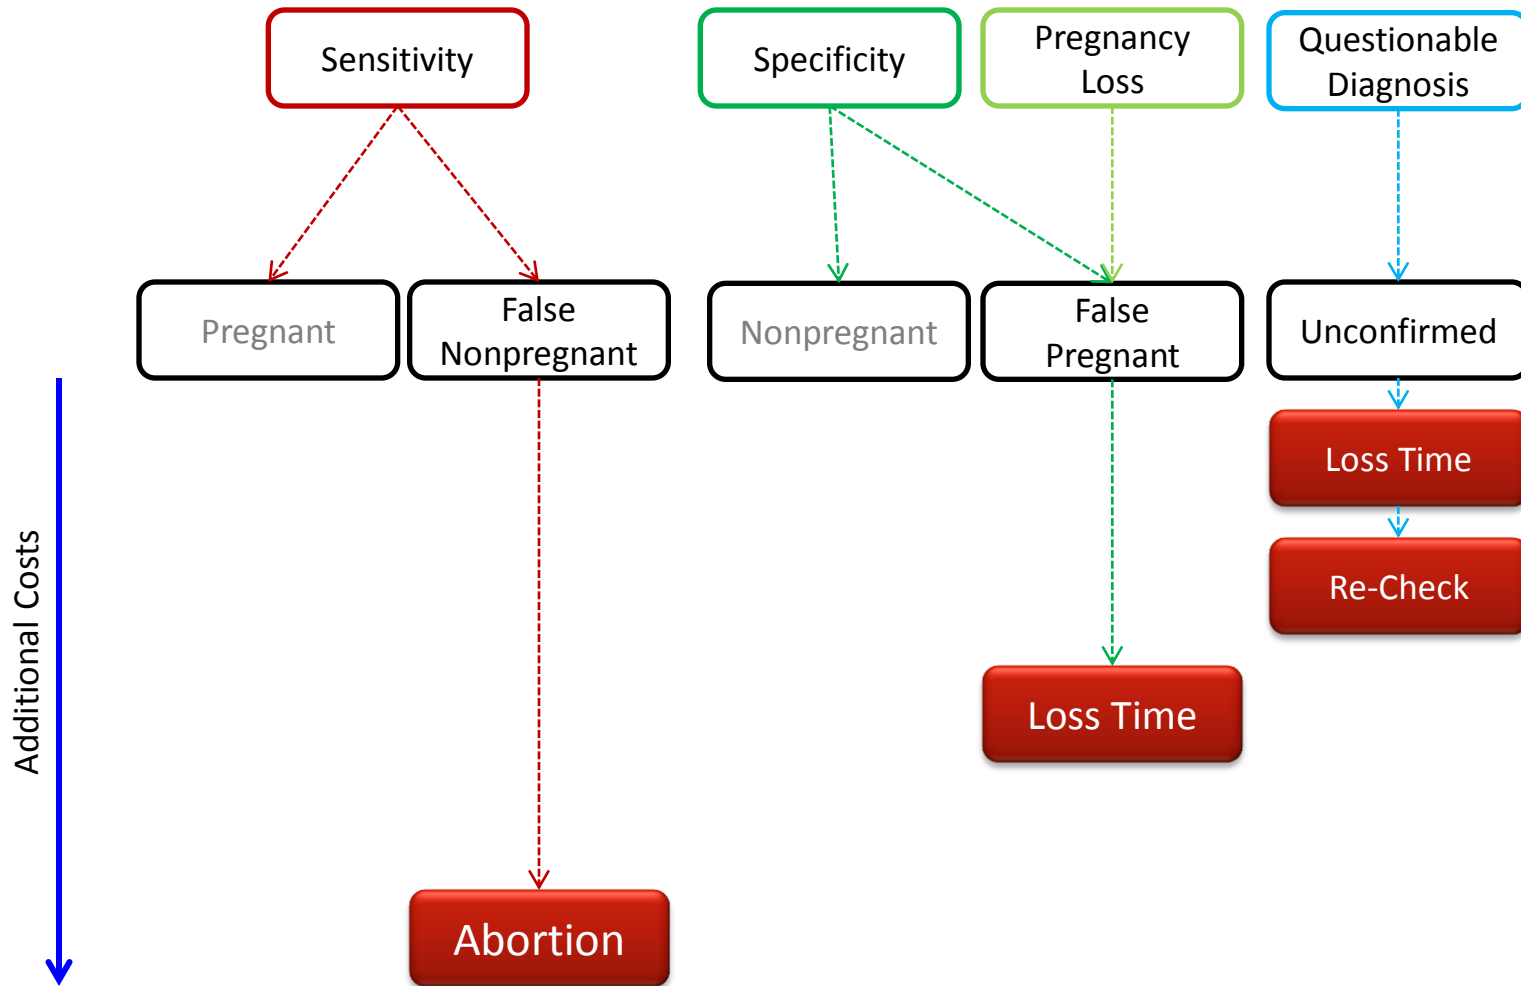 Sensitivity
Specificity
Pregnancy
Loss
Questionable
Diagnosis
Pregnant
False
Nonpregnant
Nonpregnant
False
Pregnant
Unconfirmed
Additional Costs
Loss Time
Re-Check
Loss Time
Abortion